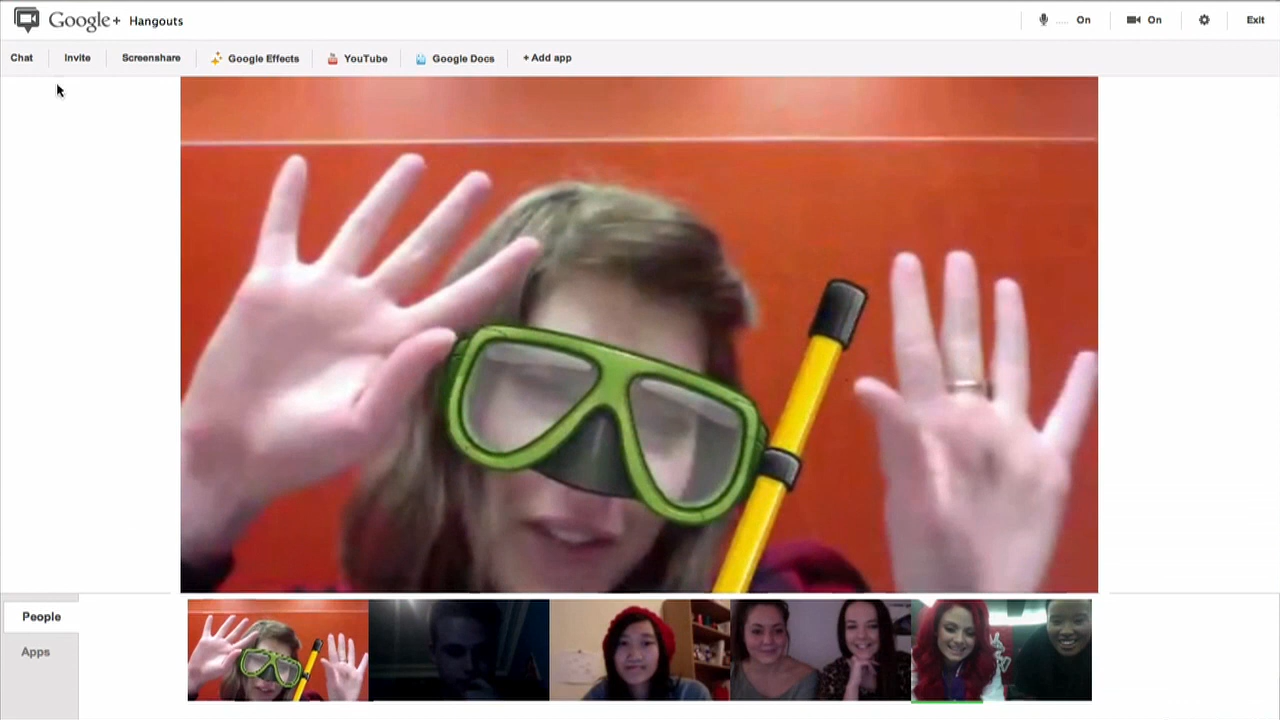 Google+ Hangouts
..... On
On
Exit
Chat
Invite
Screenshare
Google Effects
YouTube
Google Docs
+ Add app
People
Apps